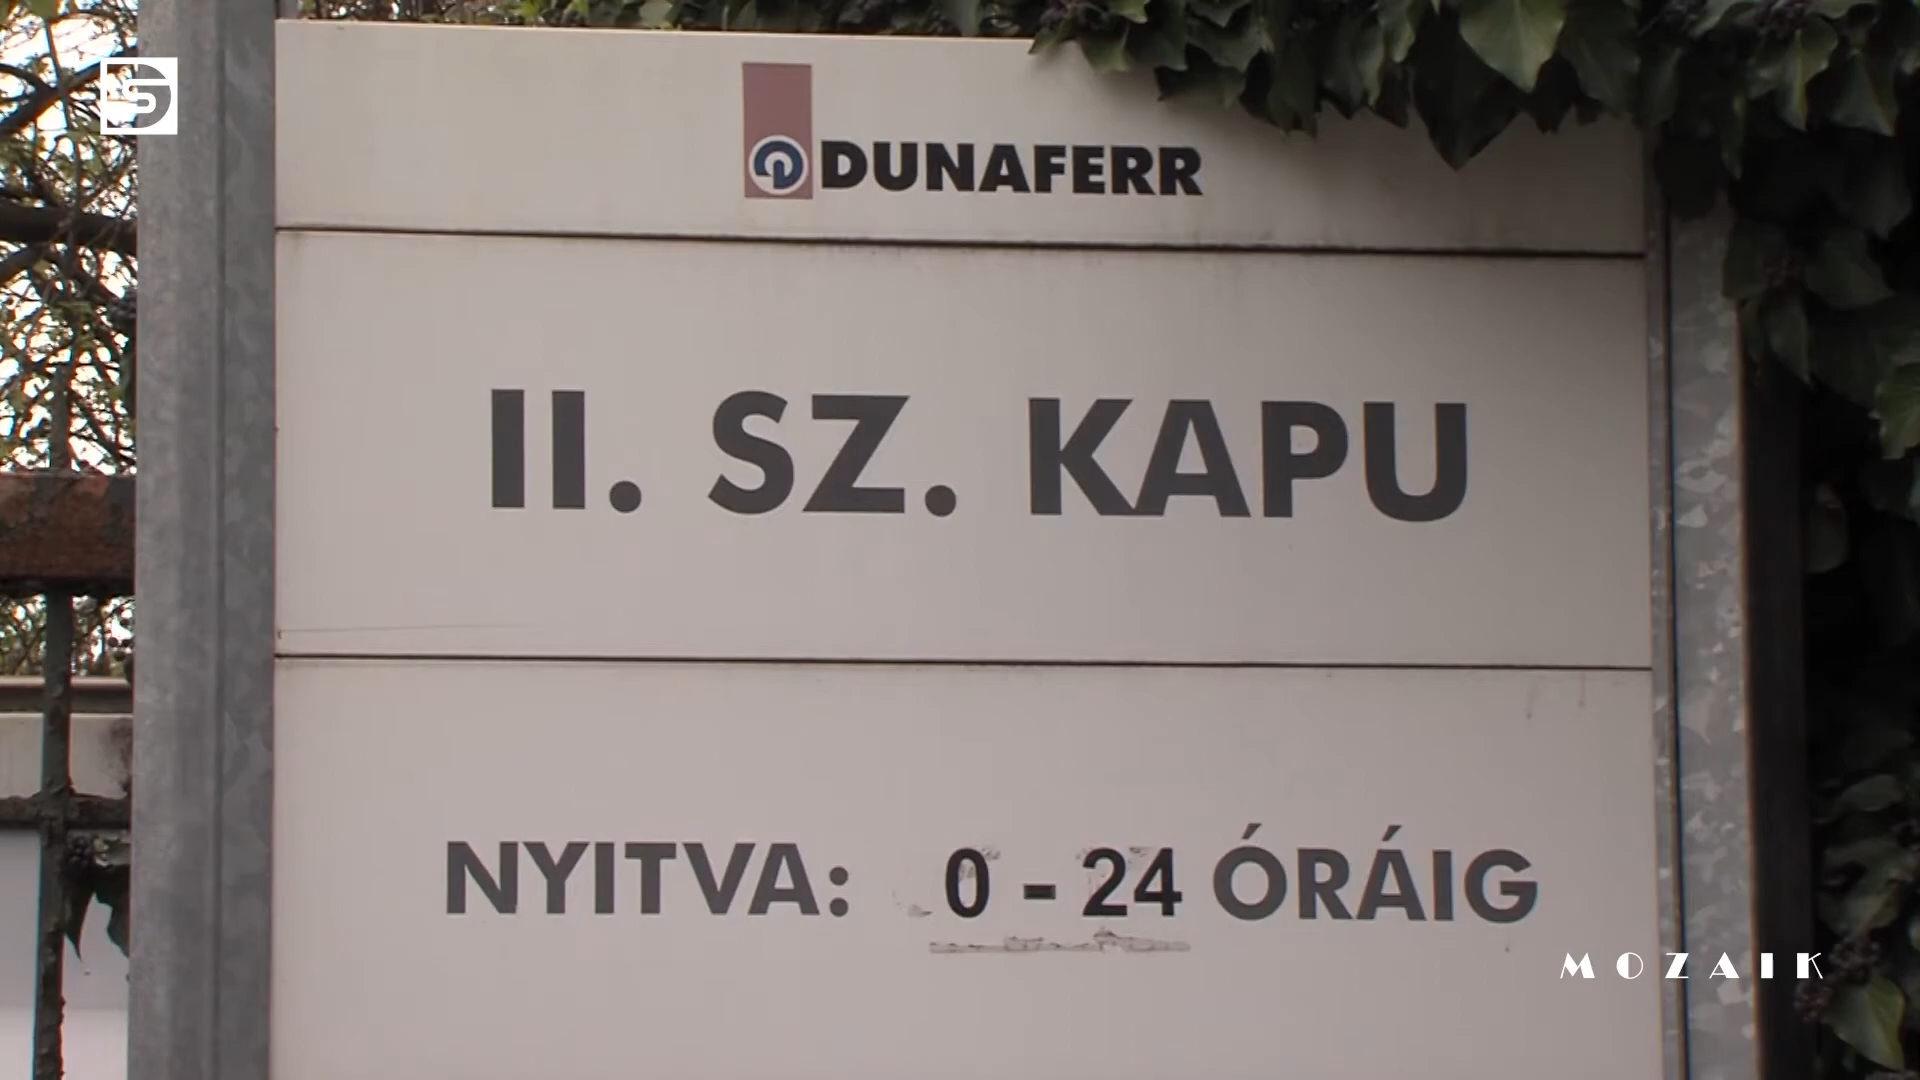 DUNAFERR
II. SZ. KAPU
NYITVA: 0 - 24 ÓRÁIG
MOZAIK